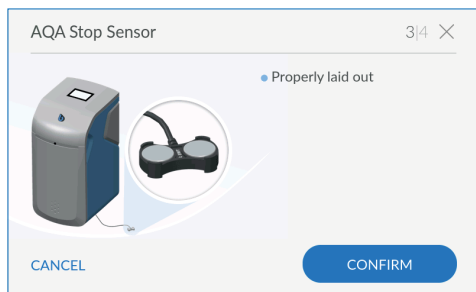 AQA Stop Sensor
3|4
Properly laid out
CANCEL
CONFIRM